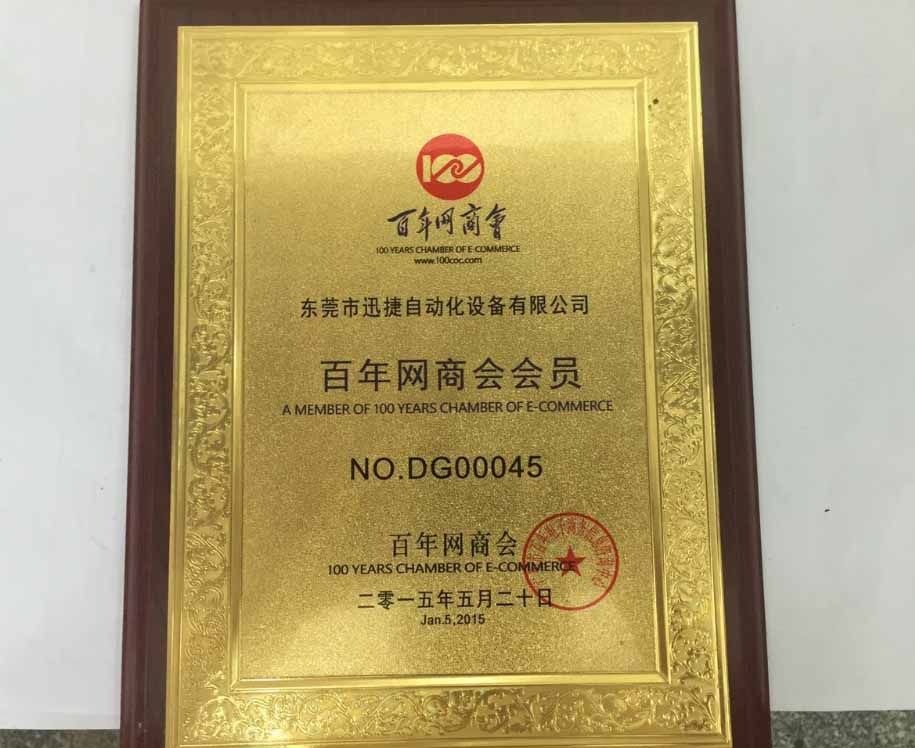 100
百年网商會
100 YEARS CHAMBER OF E-COMMERCE
www.100coc.com
东莞市迅捷自动化设备有限公司
百年网商会会员
A MEMBER OF 100 YEARS CHAMBER OF E-COMMERCE
NO.DG00045
百年网商会
100 YEARS CHAMBER OF E-COMMERCE
二零一五年五月二十日
Jan.5,2015